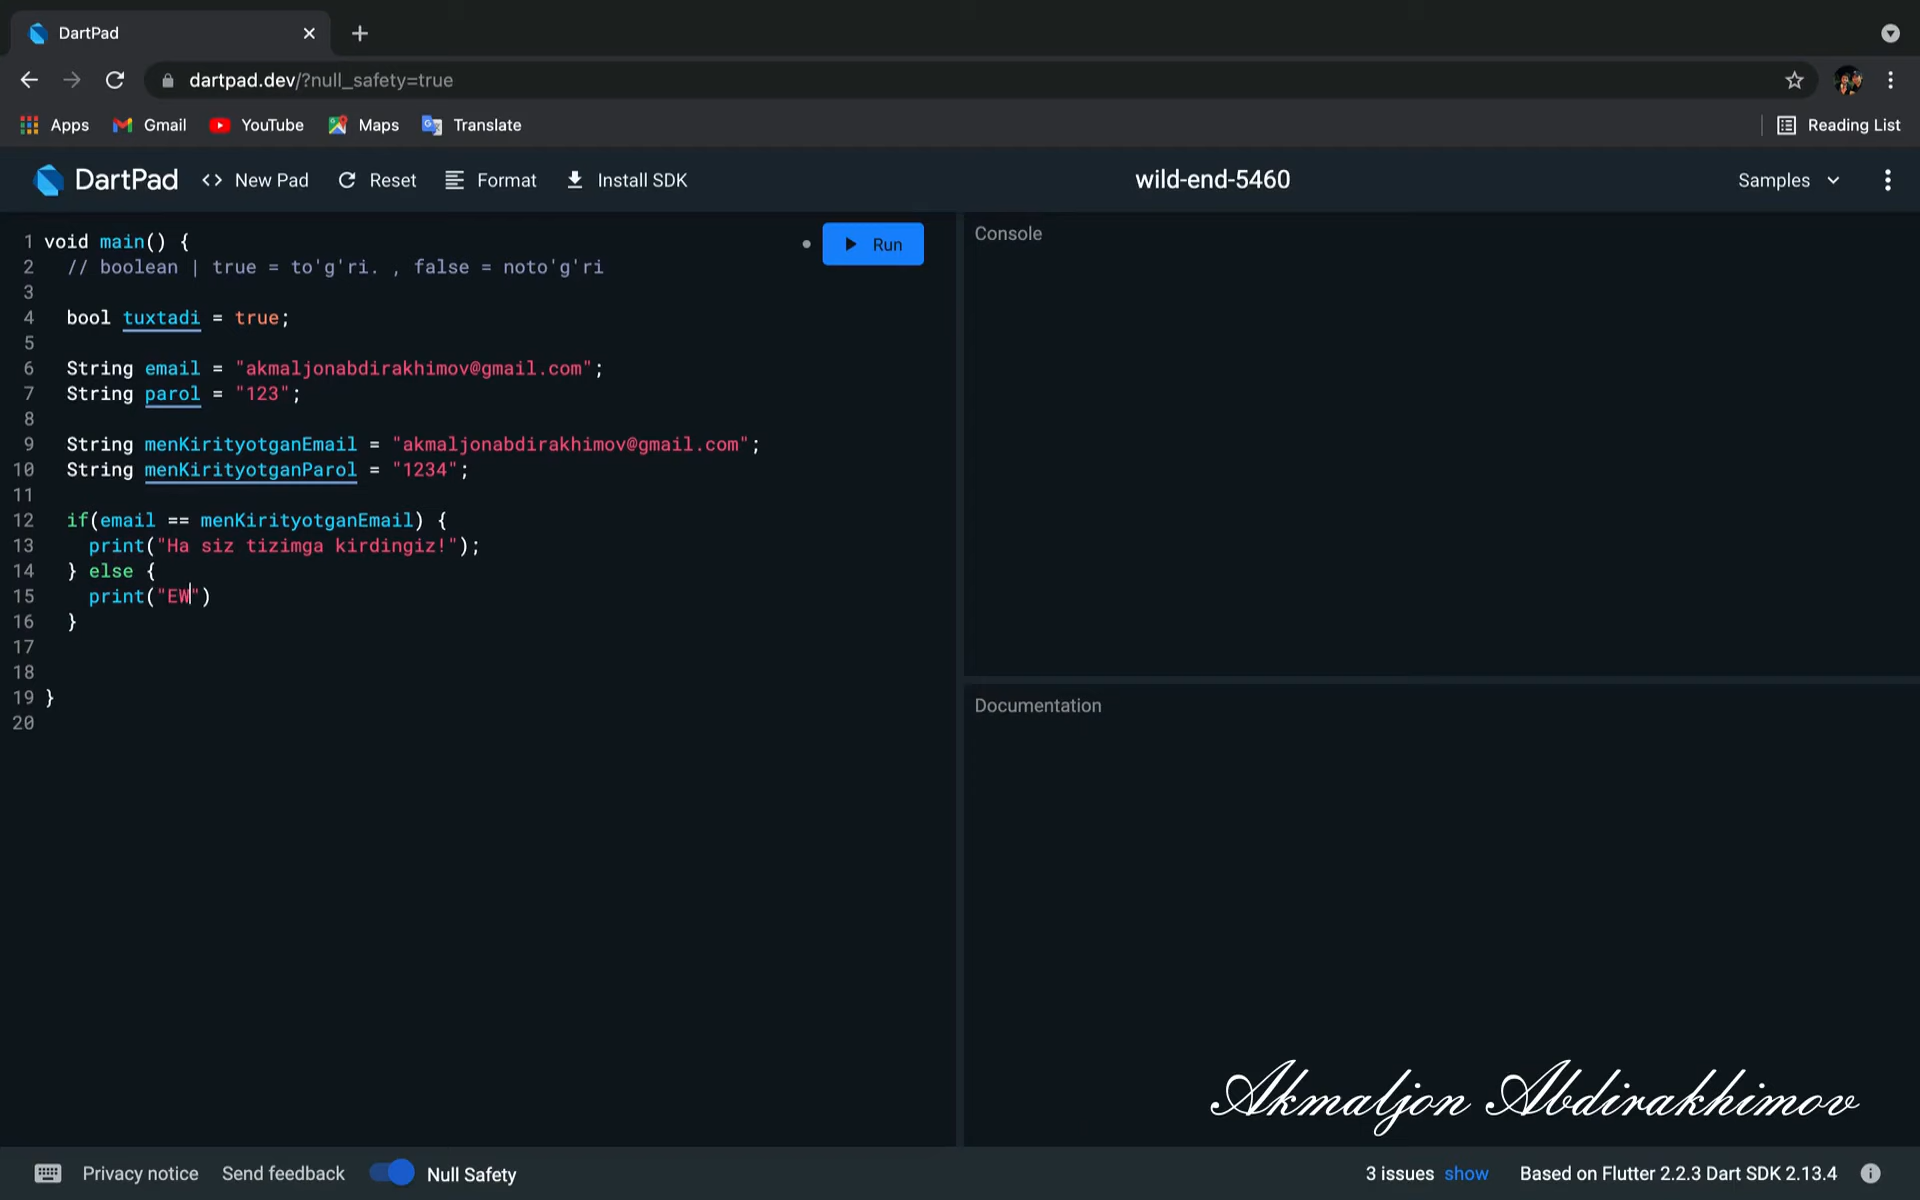 DartPad
dartpad.dev/?null_safety=true
Apps Gmail YouTube Maps Translate Reading List
DartPad <> New Pad Reset Format Install SDK wild-end-5460 Samples
Run
Console
1 void main() {
2 // boolean | true = to'g'ri. , false = noto'g'ri
3
4 bool tuxtadi = true;
5
6 String email = "akmaljonabdirakhimov@gmail.com";
7 String parol = "123";
8
9 String menKirityotganEmail = "akmaljonabdirakhimov@gmail.com";
10 String menKirityotganParol = "1234";
11
12 if(email == menKirityotganEmail) {
13 print("Ha siz tizimga kirdingiz!");
14 } else {
15 print("EW")
16 }
17
18
19 }
20
Documentation
Akmaljon Abdirakhimov
Privacy notice Send feedback Null Safety 3 issues show Based on Flutter 2.2.3 Dart SDK 2.13.4